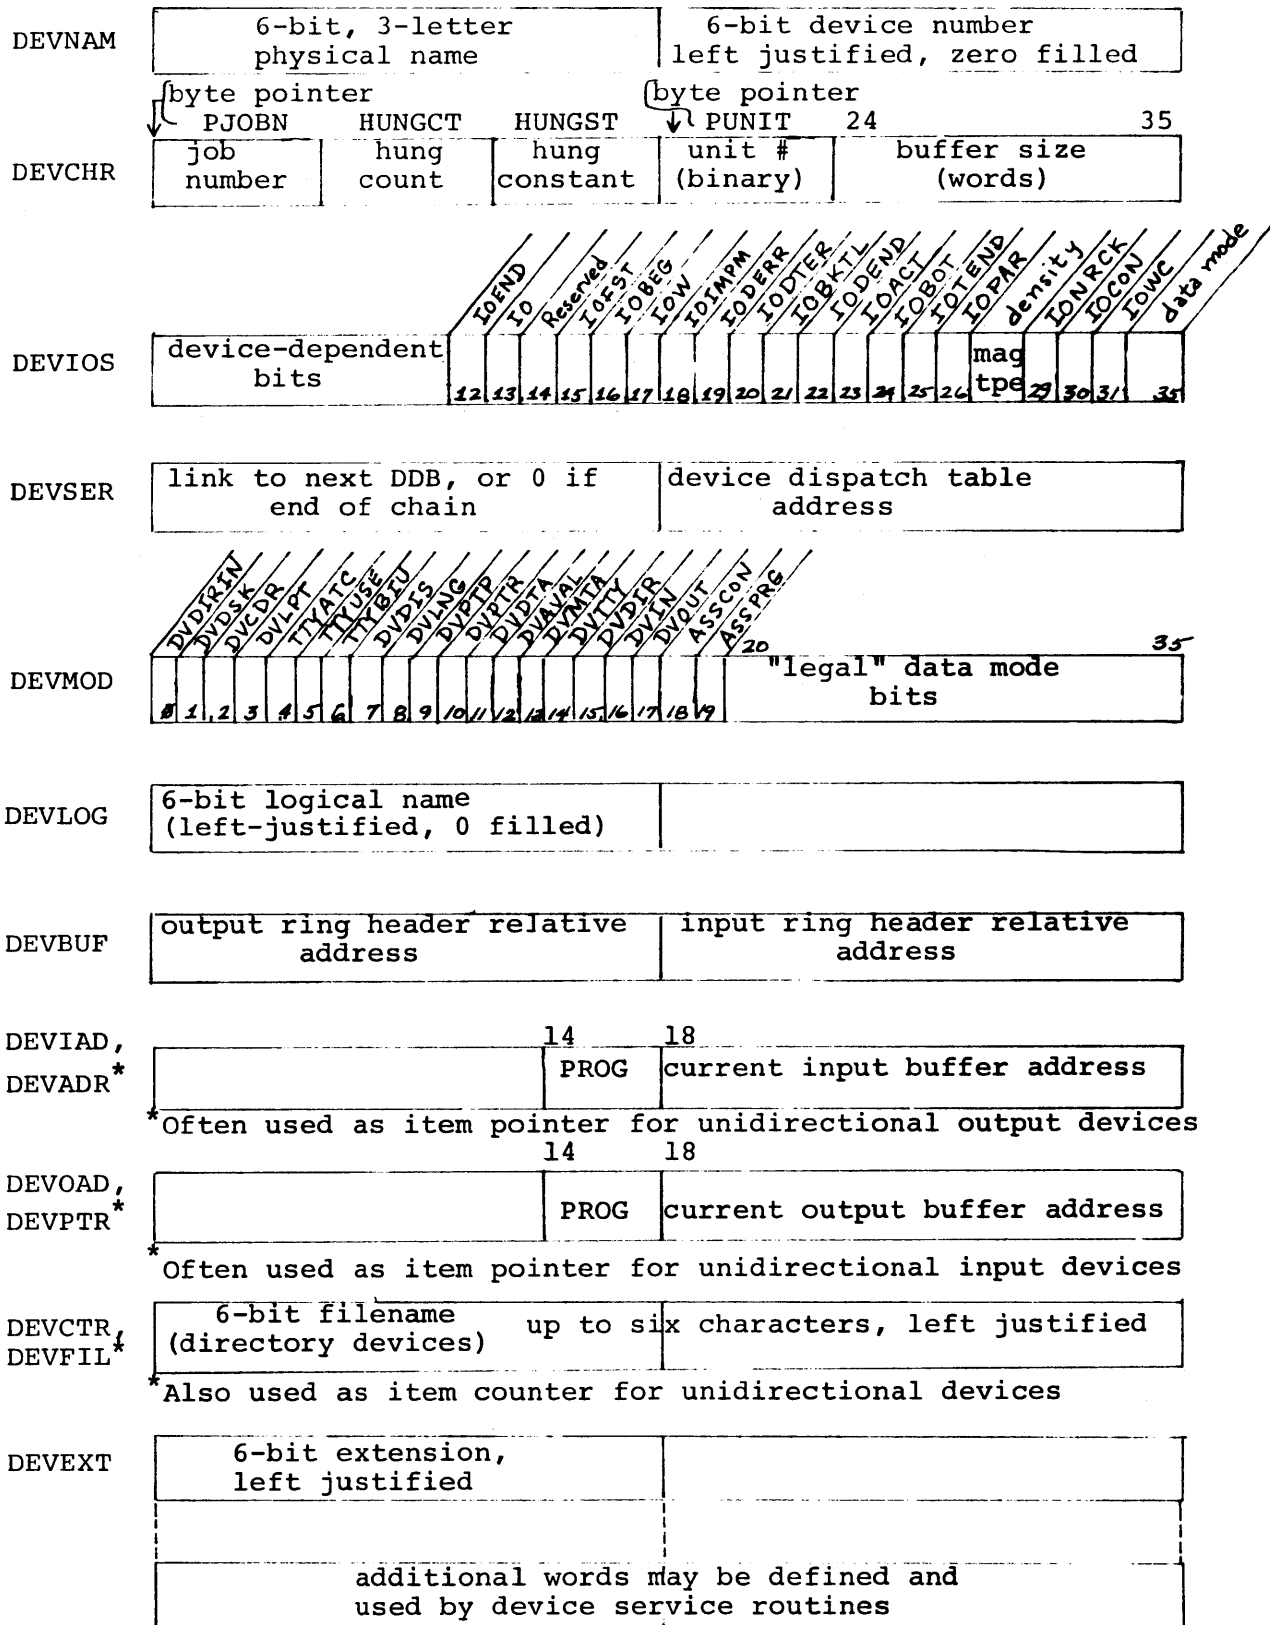 DEVNAM
6-bit, 3-letter
physical name
6-bit device number
left justified, zero filled
byte pointer
byte pointer
PJOBN HUNGCT HUNGST PUNIT 24 35
DEVCHR
job
number
hung
count
hung
constant
unit #
(binary)
buffer size
(words)
IOEND
IO
Reserved
IOFST
IOBEG
IOW
IOIMPM
IODERR
IODTER
IOBKTL
IODEND
IOACT
IOBOT
IOTEND
IOPAR
density
IONRCK
IOCON
IOWC
data mode
DEVIOS
device-dependent
bits
mag
tpe
12 13 14 15 16 17 18 19 20 21 22 23 24 25 26 29 30 31 35
DEVSER
link to next DDB, or 0 if
end of chain
device dispatch table
address
DVDIRIN
DVDSK
DVCDR
DVLPT
TTYATC
TTYUSE
TTYBIU
DVDIS
DVLNG
DVPTP
DVPTR
DVDTA
DVAVAL
DVMTA
DVTTY
DVDIR
DVIN
DVOUT
ASSCON
ASSPRG
20 35
DEVMOD
"legal" data mode
bits
0 1 2 3 4 5 6 7 8 9 10 11 12 13 14 15 16 17 18 19
DEVLOG
6-bit logical name
(left-justified, 0 filled)
DEVBUF
output ring header relative
address
input ring header relative
address
14 18
DEVIAD,
DEVADR*
PROG current input buffer address
*Often used as item pointer for unidirectional output devices
14 18
DEVOAD,
DEVPTR*
PROG current output buffer address
*Often used as item pointer for unidirectional input devices
DEVCTR,
DEVFIL*
6-bit filename
(directory devices)
up to six characters, left justified
*Also used as item counter for unidirectional devices
DEVEXT
6-bit extension,
left justified
additional words may be defined and
used by device service routines